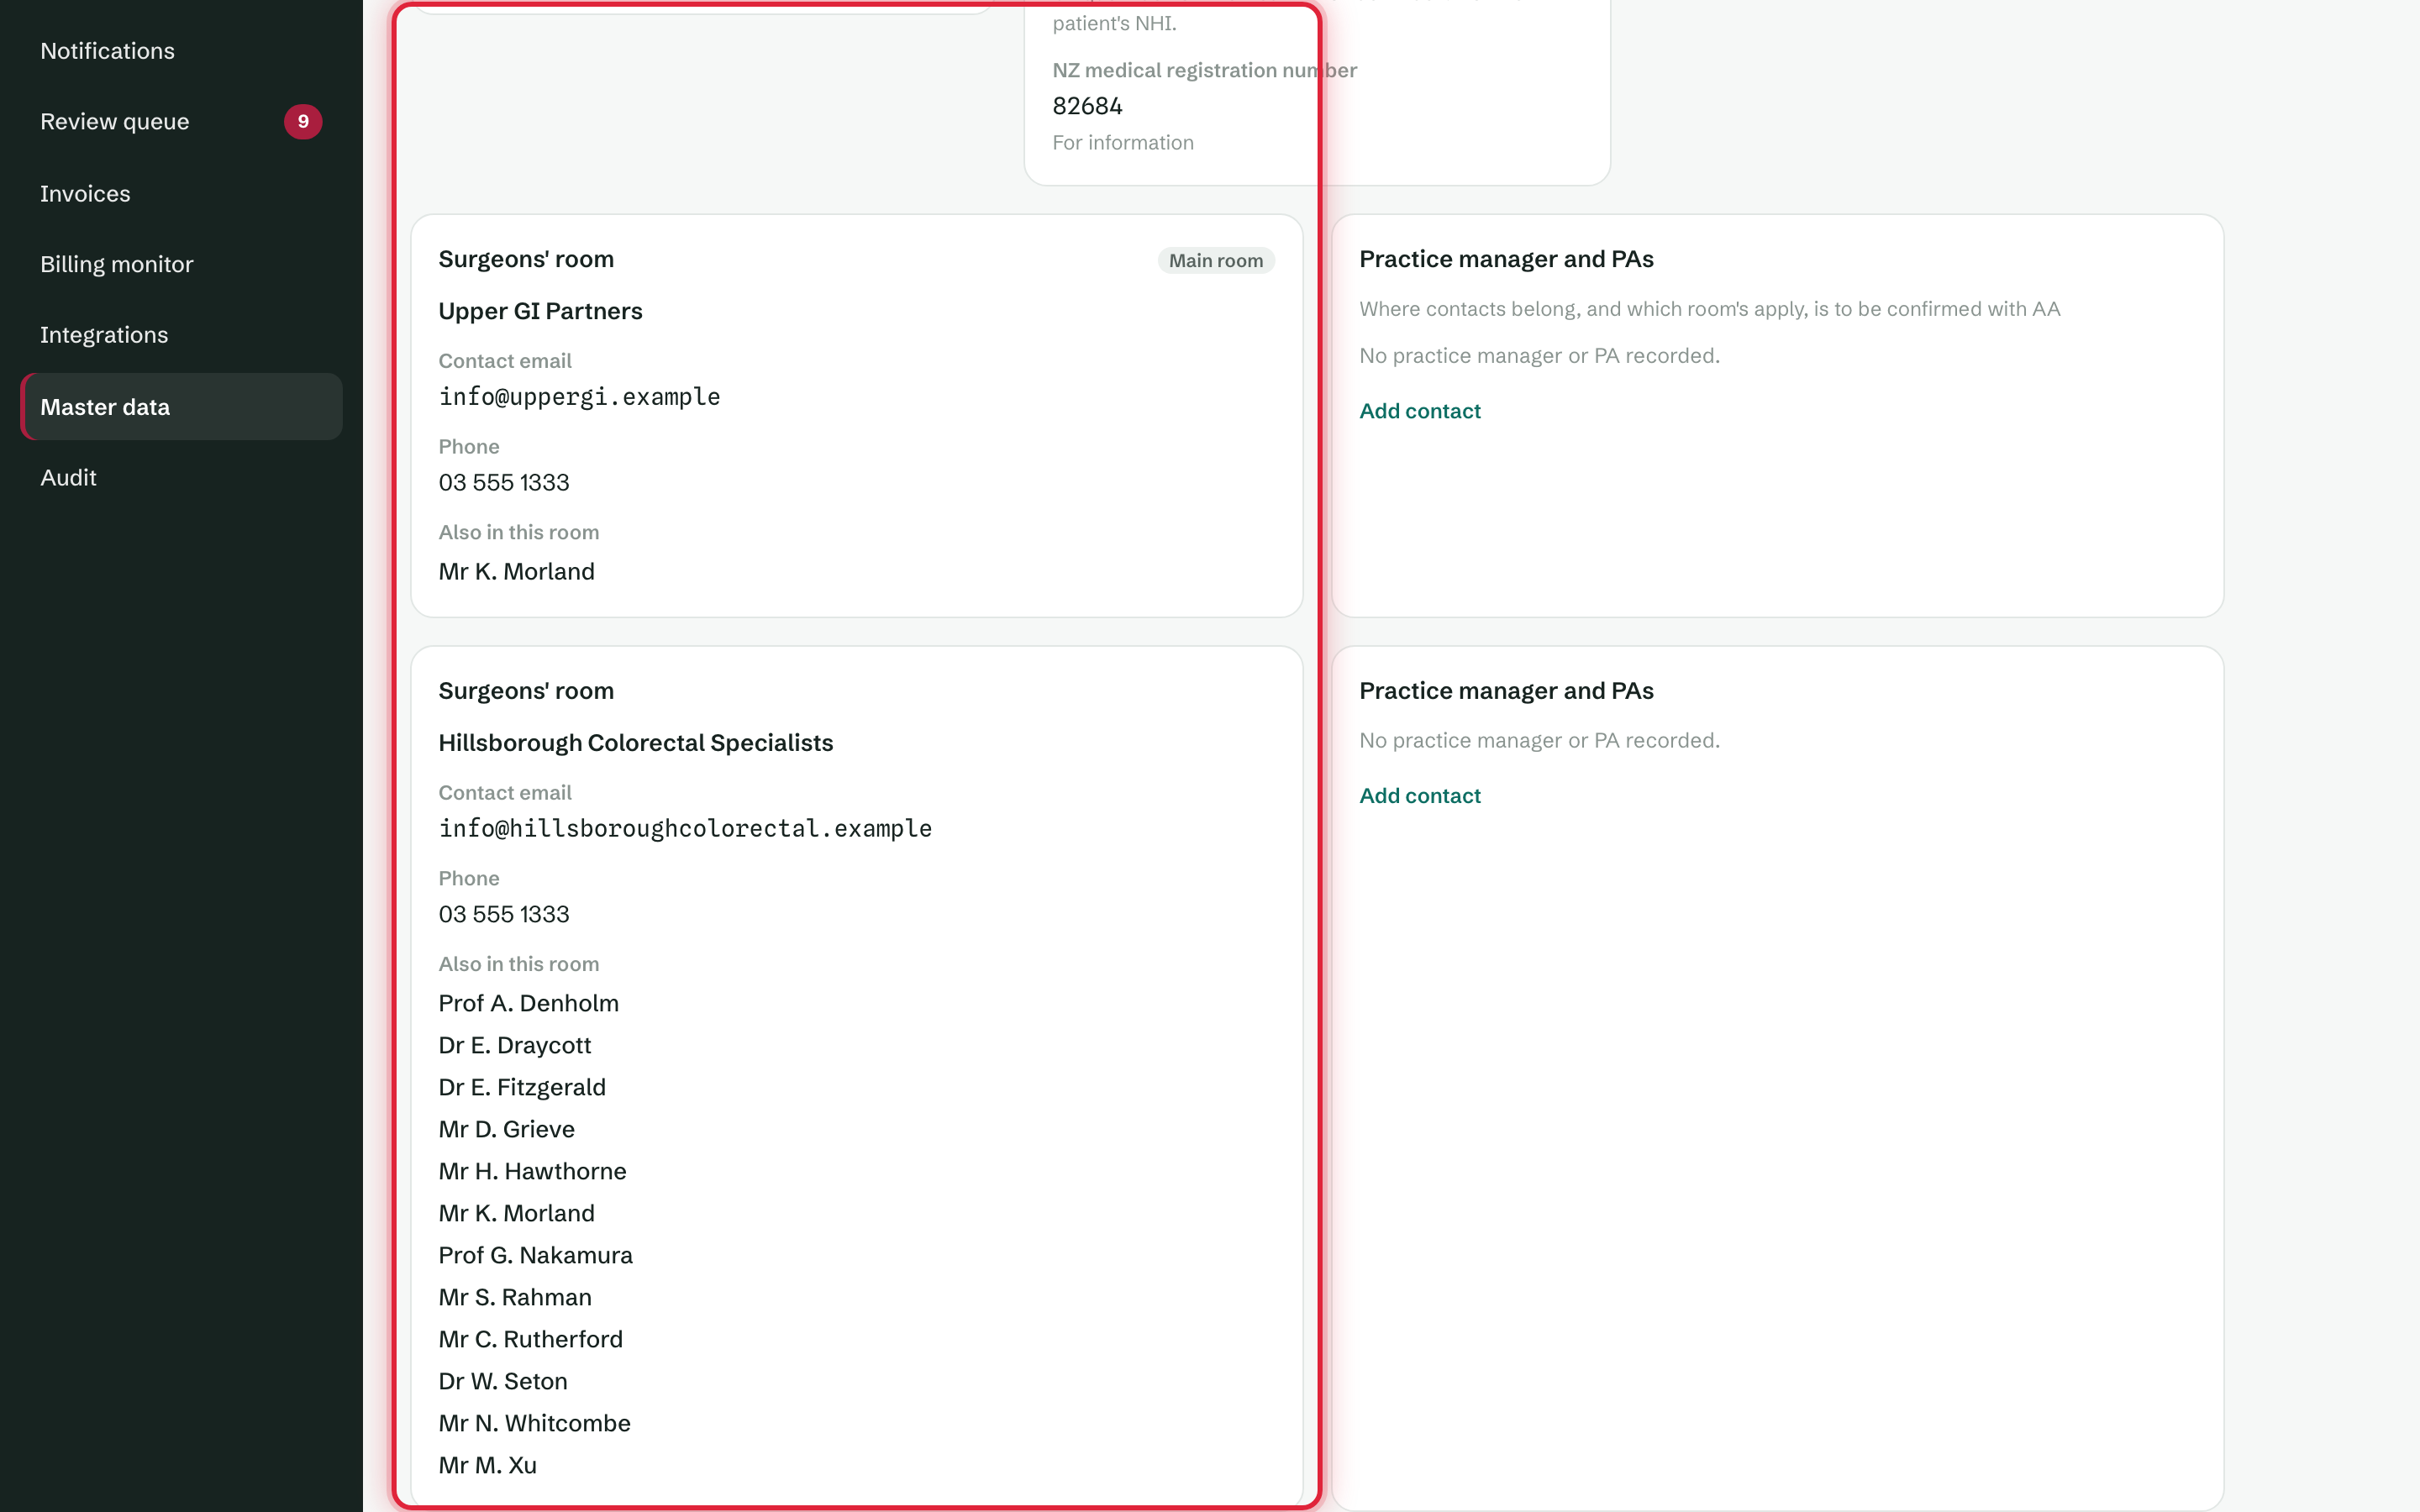 Notifications
Review queue 9
Invoices
Billing monitor
Integrations
Master data
Audit
patient's NHI.
NZ medical registration number
82684
For information
Surgeons' room
Main room
Upper GI Partners
Contact email
info@uppergi.example
Phone
03 555 1333
Also in this room
Mr K. Morland
Practice manager and PAs
Where contacts belong, and which room's apply, is to be confirmed with AA
No practice manager or PA recorded.
Add contact
Surgeons' room
Hillsborough Colorectal Specialists
Contact email
info@hillsboroughcolorectal.example
Phone
03 555 1333
Also in this room
Prof A. Denholm
Dr E. Draycott
Dr E. Fitzgerald
Mr D. Grieve
Mr H. Hawthorne
Mr K. Morland
Prof G. Nakamura
Mr S. Rahman
Mr C. Rutherford
Dr W. Seton
Mr N. Whitcombe
Mr M. Xu
Practice manager and PAs
No practice manager or PA recorded.
Add contact